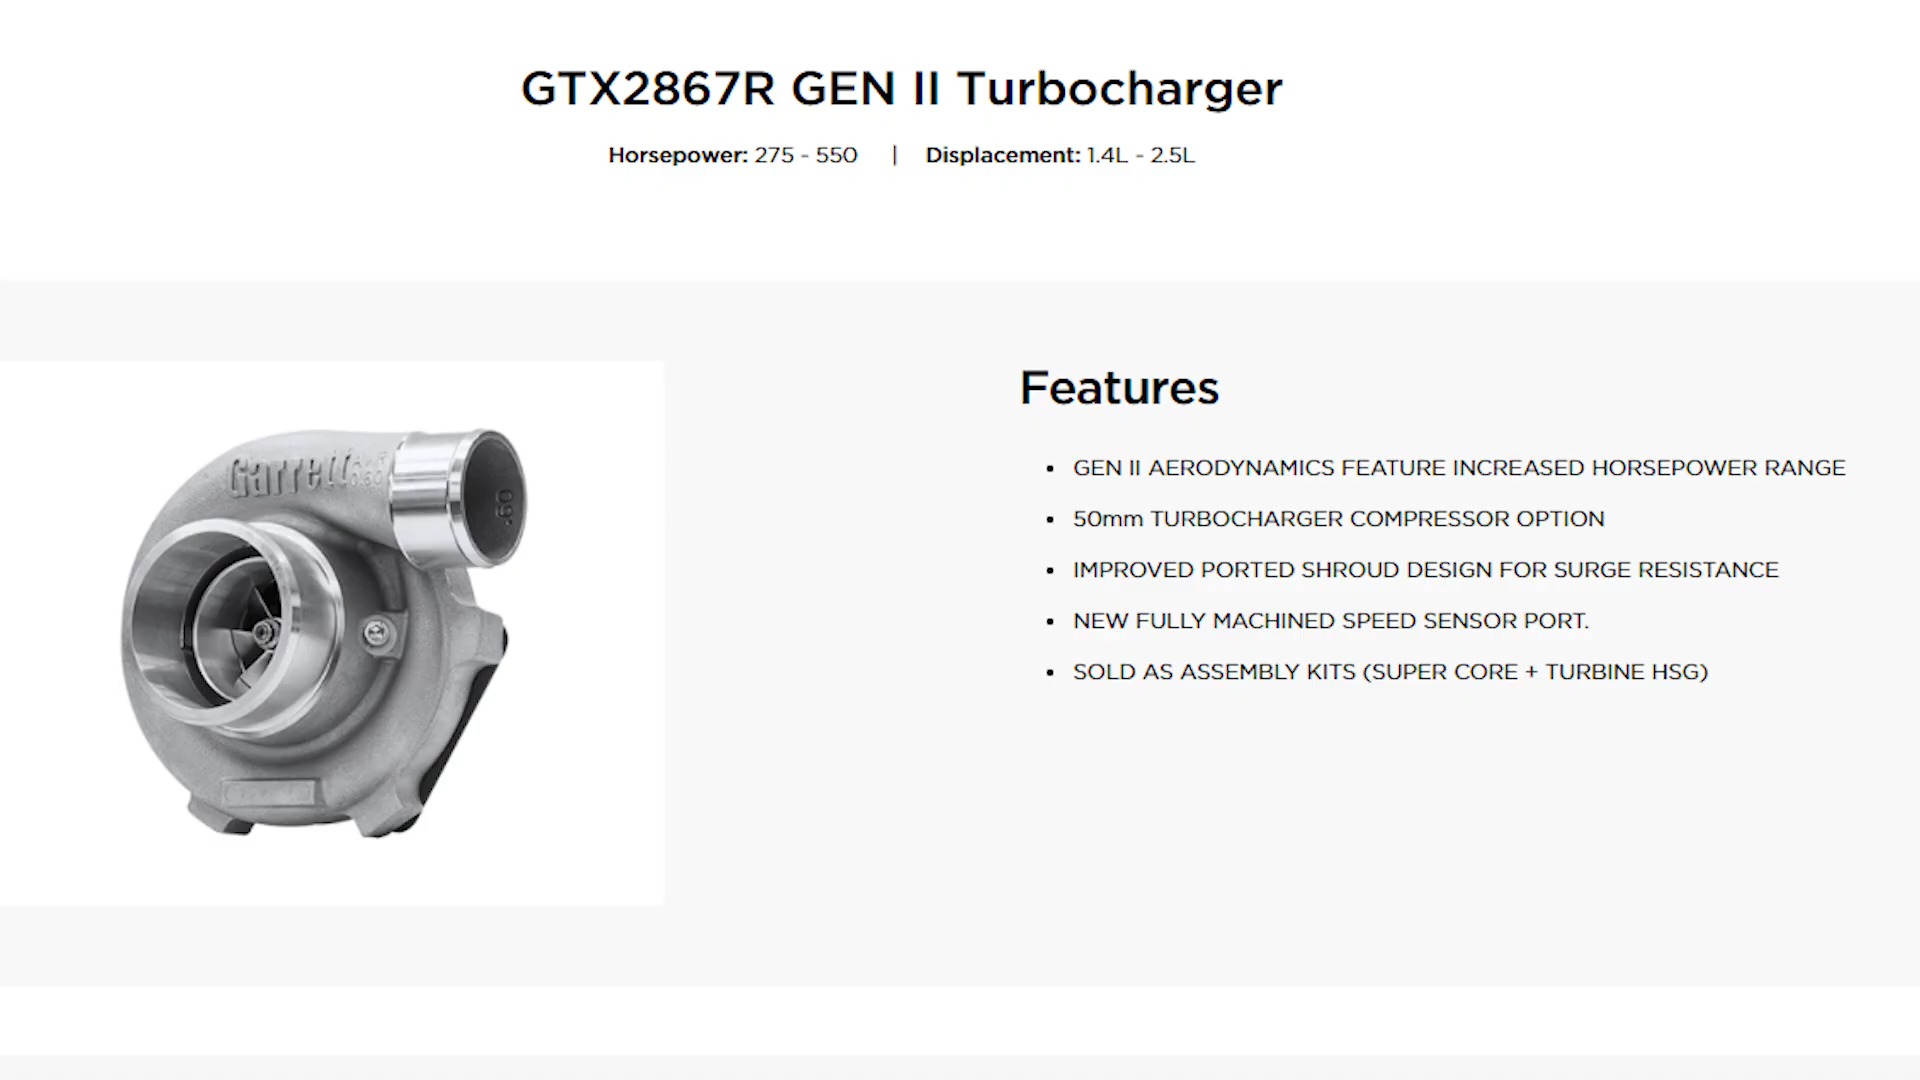 GTX2867R GEN II Turbocharger
Horsepower: 275 - 550 | Displacement: 1.4L - 2.5L
Features
• GEN II AERODYNAMICS FEATURE INCREASED HORSEPOWER RANGE
• 50mm TURBOCHARGER COMPRESSOR OPTION
• IMPROVED PORTED SHROUD DESIGN FOR SURGE RESISTANCE
• NEW FULLY MACHINED SPEED SENSOR PORT.
• SOLD AS ASSEMBLY KITS (SUPER CORE + TURBINE HSG)
Garrett
A/R
0.60
.60